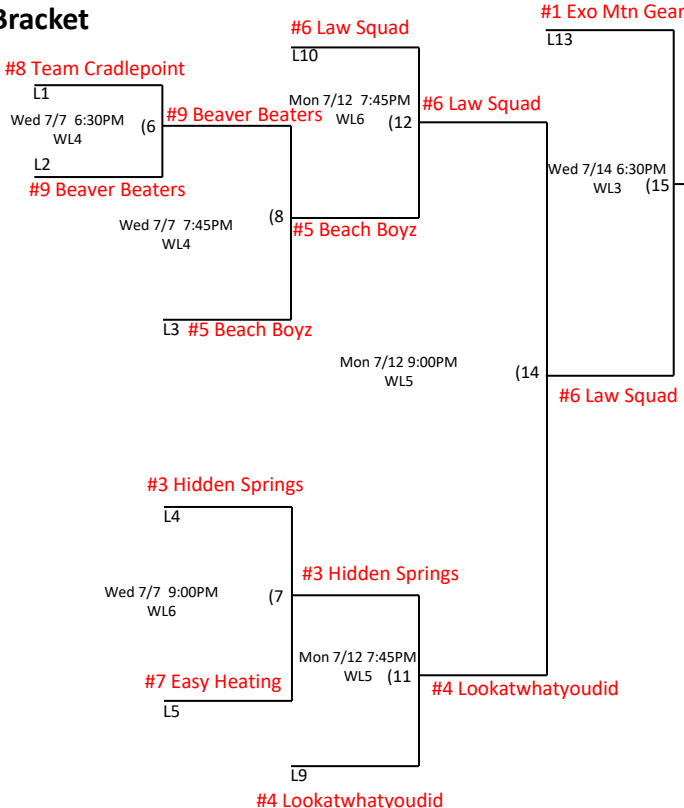 Bracket
#1 Exo Mtn Gear
#6 Law Squad
L13
L10
#8 Team Cradlepoint
L1
Mon 7/12 7:45PM
WL6
(12
#6 Law Squad
Wed 7/7 6:30PM
WL4
(6
#9 Beaver Beaters
L2
#9 Beaver Beaters
Wed 7/14 6:30PM
WL3
(15
Wed 7/7 7:45PM
WL4
(8
#5 Beach Boyz
L3 #5 Beach Boyz
Mon 7/12 9:00PM
WL5
(14
#6 Law Squad
#3 Hidden Springs
L4
#3 Hidden Springs
Wed 7/7 9:00PM
WL6
(7
Mon 7/12 7:45PM
WL5
(11
#7 Easy Heating
L5
#4 Lookatwhatyoudid
L9
#4 Lookatwhatyoudid